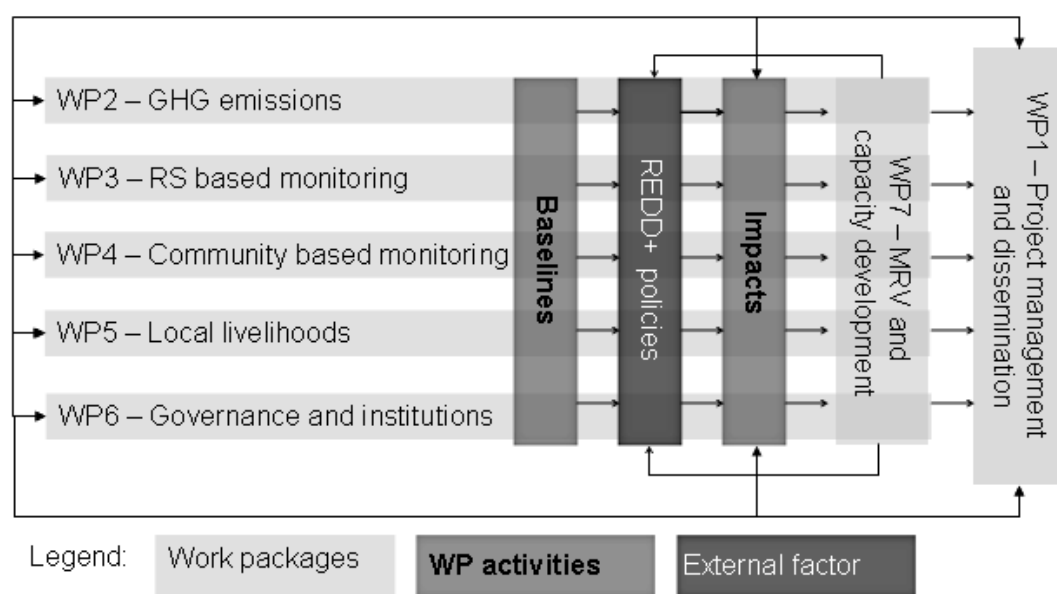 WP2 – GHG emissions
WP3 – RS based monitoring
WP4 – Community based monitoring
WP5 – Local livelihoods
WP6 – Governance and institutions
Baselines
REDD+ policies
Impacts
WP7 – MRV and
capacity development
WP1 – Project management
and dissemination
Legend:
Work packages
WP activities
External factor